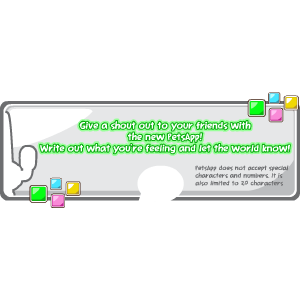 Give a shout out to your friends with
the new PetsApp!
Write out what you're feeling and let the world know!
PetsApp does not accept special
characters and numbers. It is
also limited to 20 characters